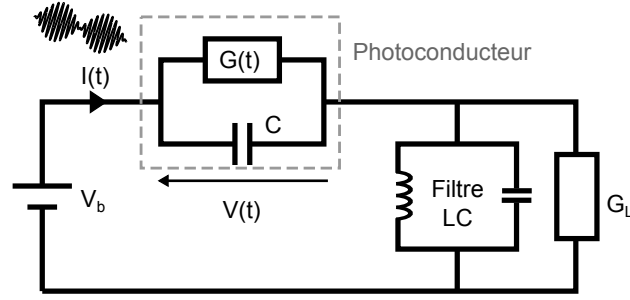 I(t)
G(t)
Photoconducteur
C
V(t)
V_b
Filtre
LC
G_L